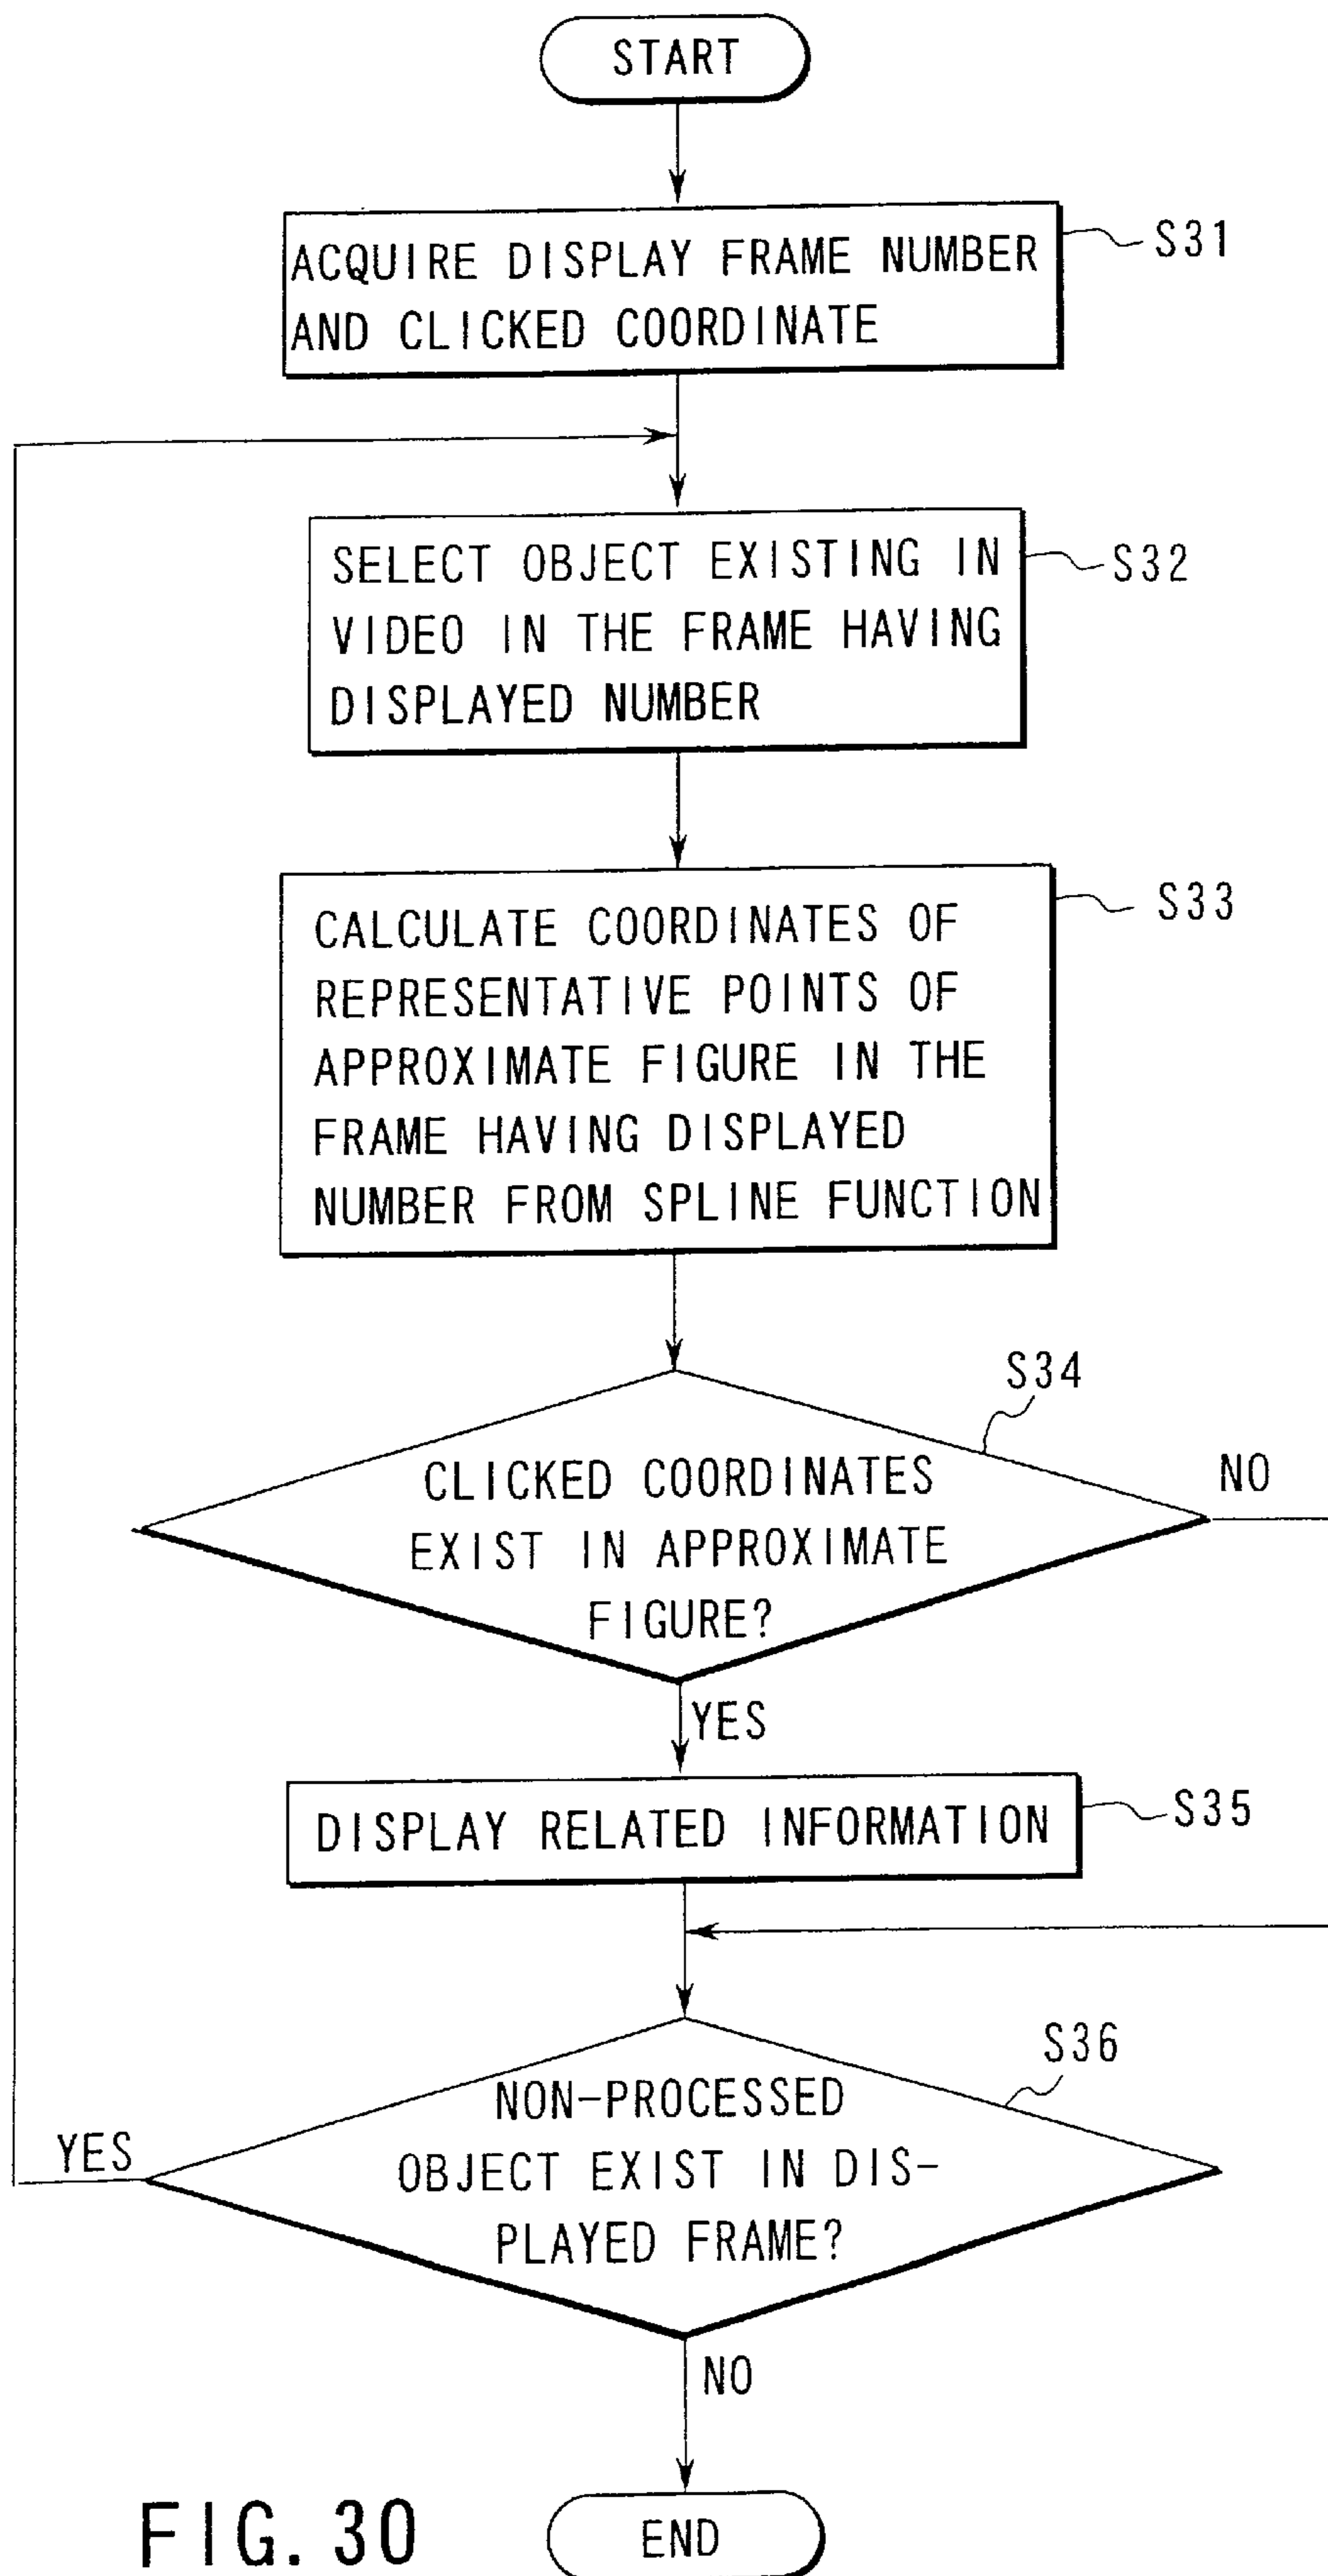 START
ACQUIRE DISPLAY FRAME NUMBER
AND CLICKED COORDINATE
S31
SELECT OBJECT EXISTING IN
VIDEO IN THE FRAME HAVING
DISPLAYED NUMBER
S32
CALCULATE COORDINATES OF
REPRESENTATIVE POINTS OF
APPROXIMATE FIGURE IN THE
FRAME HAVING DISPLAYED
NUMBER FROM SPLINE FUNCTION
S33
S34
CLICKED COORDINATES
EXIST IN APPROXIMATE
FIGURE?
NO
YES
DISPLAY RELATED INFORMATION
S35
S36
NON-PROCESSED
OBJECT EXIST IN DIS-
PLAYED FRAME?
YES
NO
END
FIG. 30